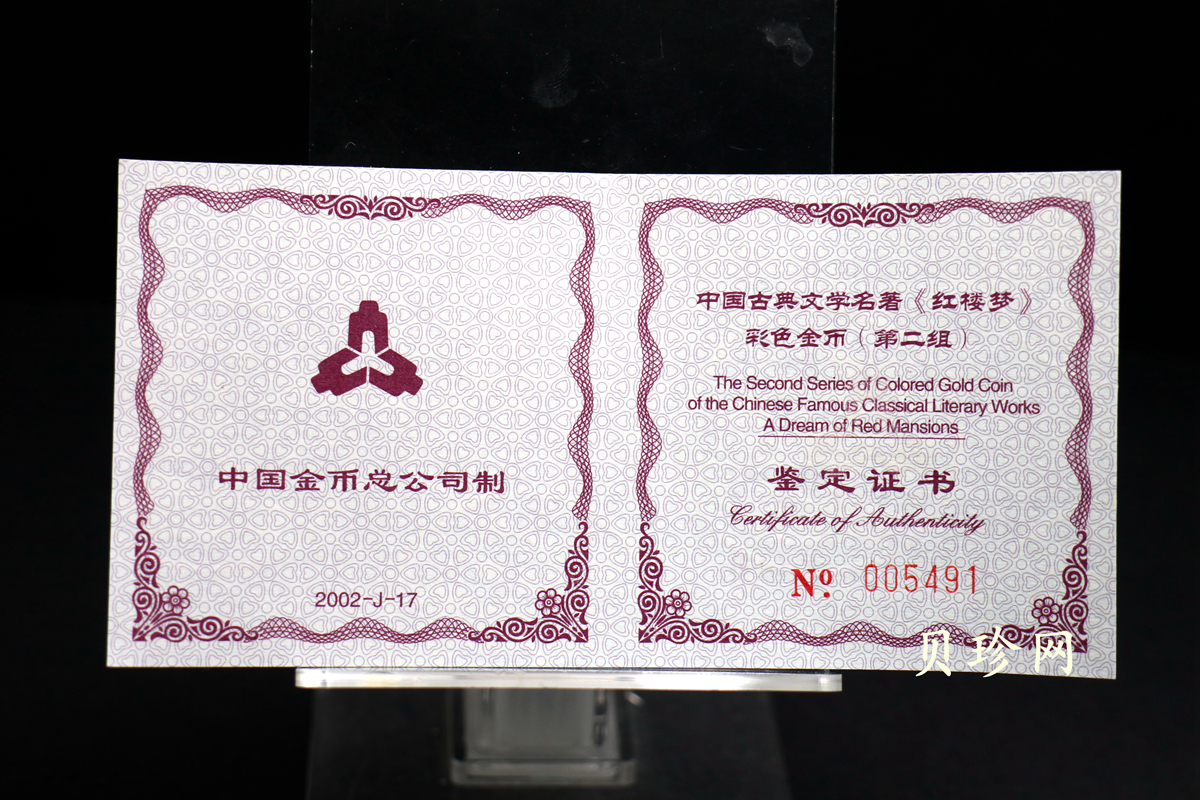 中国金币总公司制
2002-J-17
中国古典文学名著《红楼梦》
彩色金币（第二组）
The Second Series of Colored Gold Coin
of the Chinese Famous Classical Literary Works
A Dream of Red Mansions
鉴定证书
Certificate of Authenticity
Nº. 005491
贝珍网